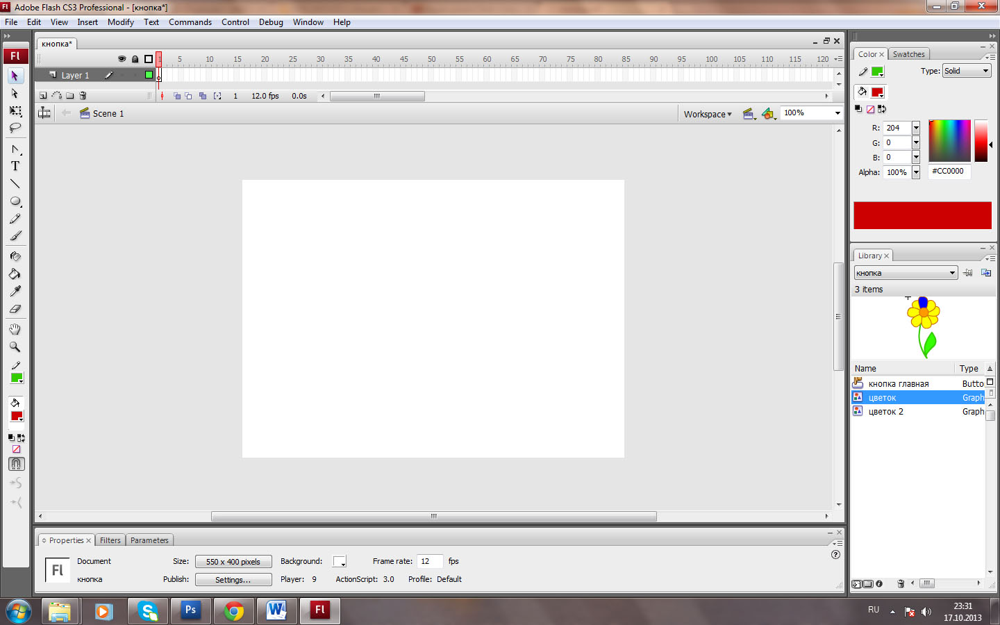 Fl Adobe Flash CS3 Professional - [кнопка*]
File Edit View Insert Modify Text Commands Control Debug Window Help
кнопка*
1 5 10 15 20 25 30 35 40 45 50 55 60 65 70 75 80 85 90 95 100 105 110 115 120
Layer 1
1 12.0 fps 0.0s
Scene 1
Workspace
100%
Fl
T
Color Swatches
Type: Solid
R: 204
G: 0
B: 0
Alpha: 100%
#CC0000
Library
кнопка
3 items
Name Type
кнопка главная Butto
цветок Graph
цветок 2 Graph
Properties Filters Parameters
Fl
Document
кнопка
Size: 550 x 400 pixels Background: Frame rate: 12 fps
Publish: Settings... Player: 9 ActionScript: 3.0 Profile: Default
?
S
Ps
W
Fl
RU
23:31
17.10.2013